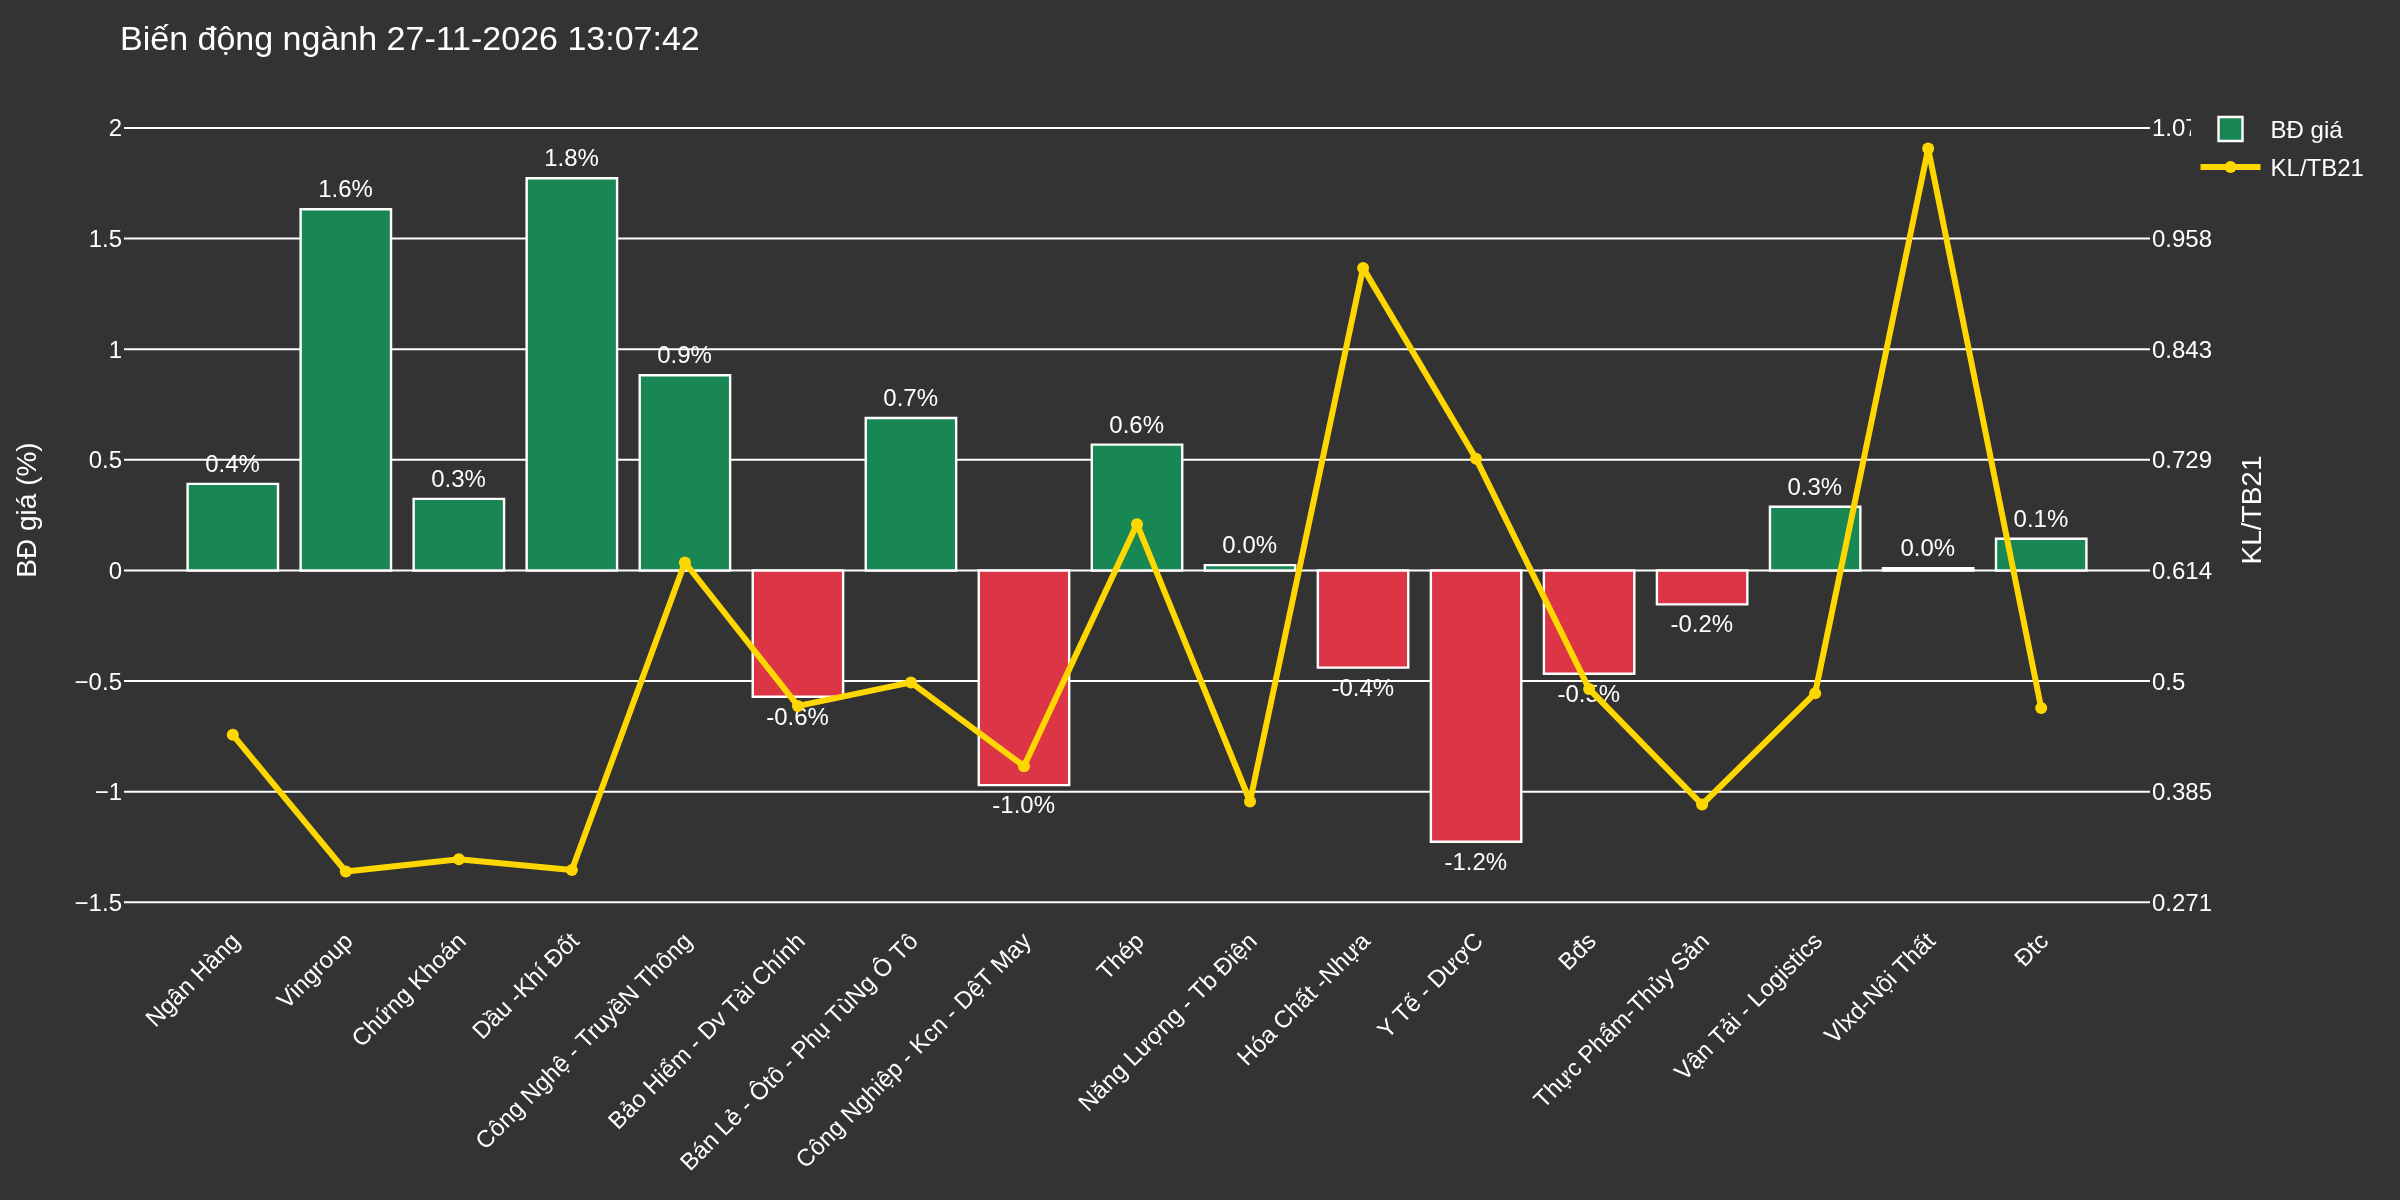 Biến động ngành 27-11-2026 13:07:42
BĐ giá
KL/TB21
2
1.5
1
0.5
0
−0.5
−1
−1.5
BĐ giá (%)
0.4%
1.6%
0.3%
1.8%
0.9%
-0.6%
0.7%
-1.0%
0.6%
0.0%
-0.4%
-1.2%
-0.5%
-0.2%
0.3%
0.0%
0.1%
1.07
0.958
0.843
0.729
0.614
0.5
0.385
0.271
KL/TB21
Ngân Hàng
Vingroup
Chứng Khoán
Dầu -Khí Đốt
Công Nghệ - TruyềN Thông
Bảo Hiểm - Dv Tài Chính
Bán Lẻ - Ôtô - Phụ TùNg Ô Tô
Công Nghiệp - Kcn - DệT May
Thép
Năng Lượng - Tb Điện
Hóa Chất -Nhựa
Y Tế - DượC
Bđs
Thực Phẩm-Thủy Sản
Vận Tải - Logistics
Vlxd-Nội Thất
Đtc